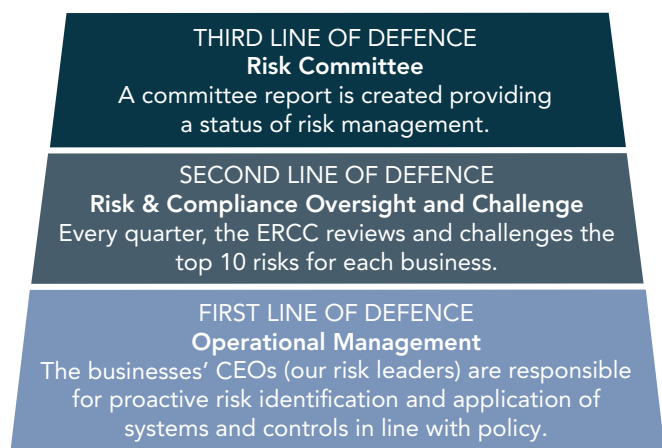 THIRD LINE OF DEFENCE
Risk Committee
A committee report is created providing
a status of risk management.
SECOND LINE OF DEFENCE
Risk & Compliance Oversight and Challenge
Every quarter, the ERCC reviews and challenges the
top 10 risks for each business.
FIRST LINE OF DEFENCE
Operational Management
The businesses’ CEOs (our risk leaders) are responsible
for proactive risk identification and application of
systems and controls in line with policy.